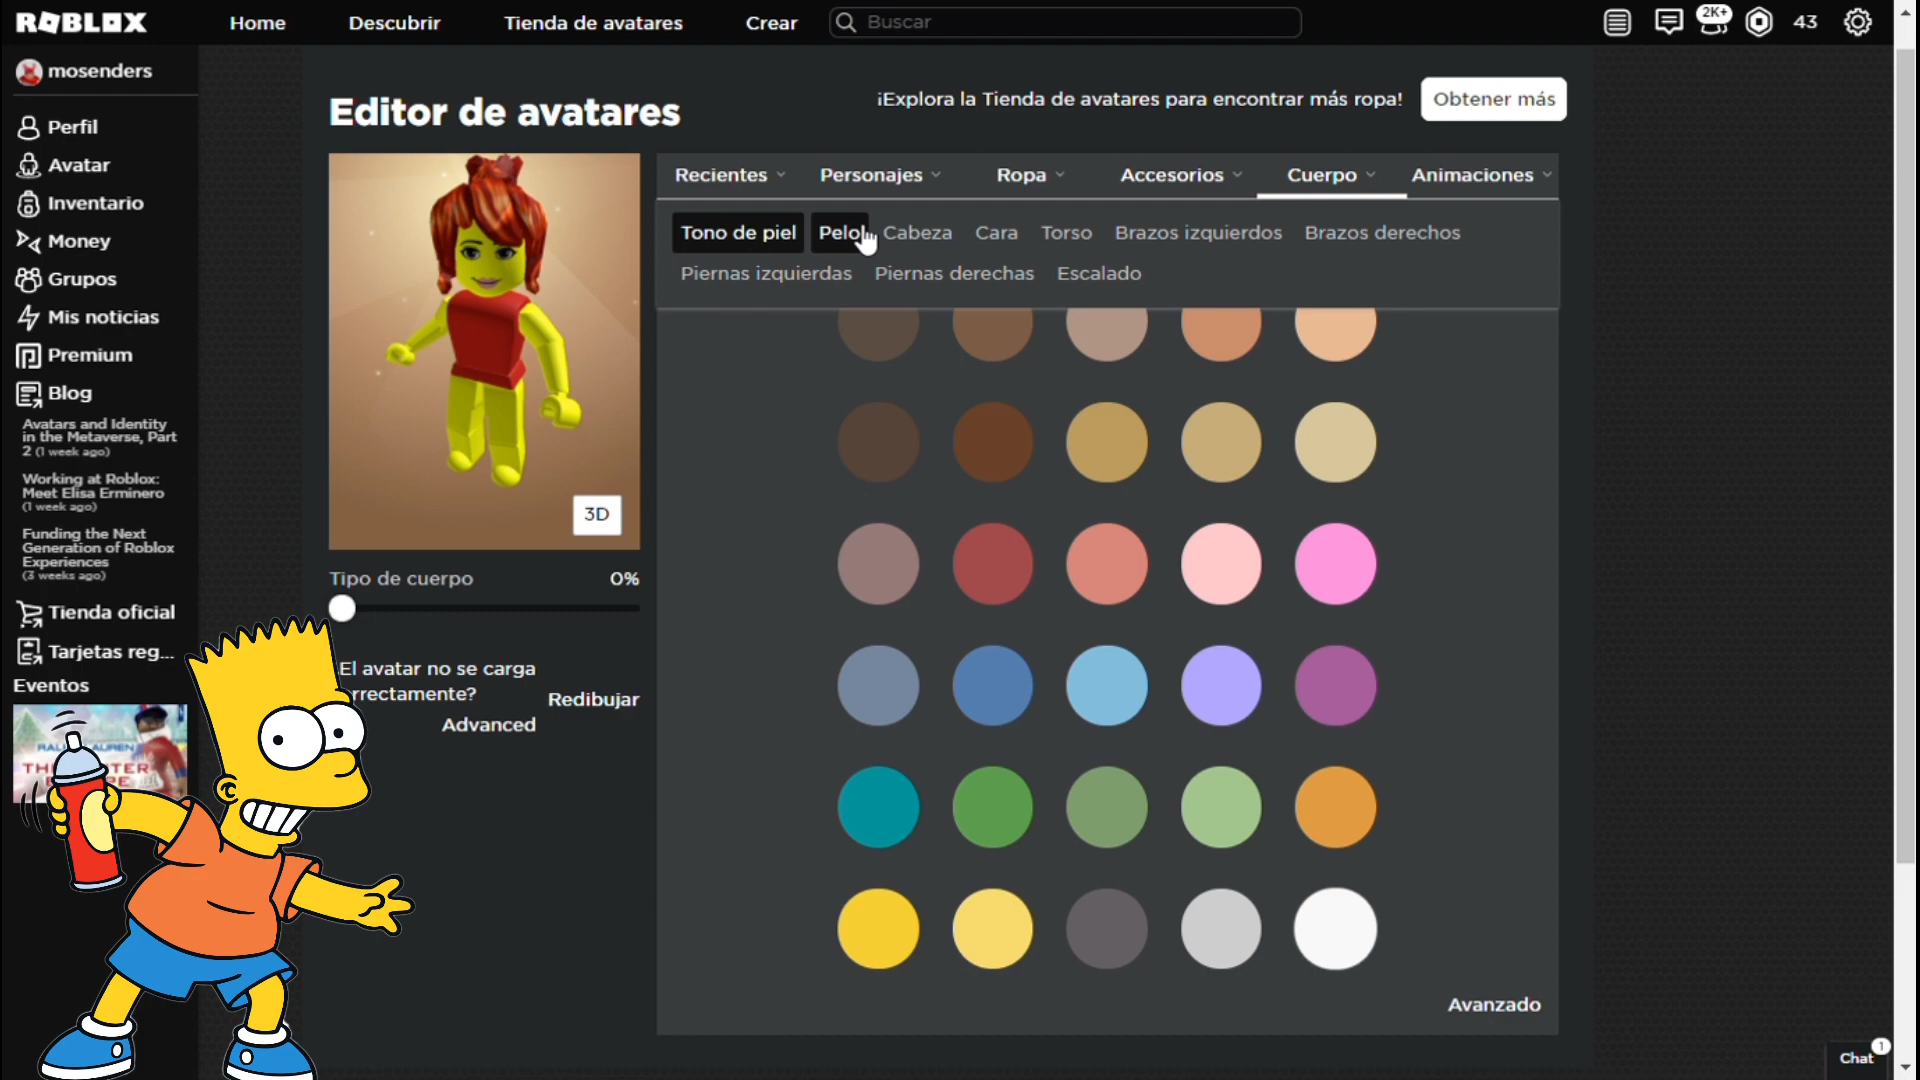 ROBLOX
Home
Descubrir
Tienda de avatares
Crear
Buscar
2K+
43
mosenders
Perfil
Avatar
Inventario
Money
Grupos
Mis noticias
Premium
Blog
Avatars and Identity
in the Metaverse, Part
2 (1 week ago)
Working at Roblox:
Meet Elisa Erminero
(1 week ago)
Funding the Next
Generation of Roblox
Experiences
(3 weeks ago)
Tienda oficial
Tarjetas reg...
Eventos
Editor de avatares
¡Explora la Tienda de avatares para encontrar más ropa!
Obtener más
3D
Tipo de cuerpo
0%
El avatar no se carga
rrectamente?
Redibujar
Advanced
Recientes
Personajes
Ropa
Accesorios
Cuerpo
Animaciones
Tono de piel
Pelo
Cabeza
Cara
Torso
Brazos izquierdos
Brazos derechos
Piernas izquierdas
Piernas derechas
Escalado
Avanzado
Chat
1